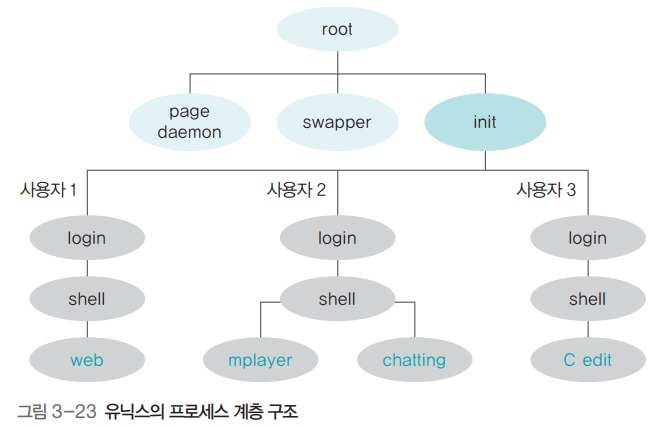 root
page
daemon
swapper
init
사용자 1
사용자 2
사용자 3
login
login
login
shell
shell
shell
web
mplayer
chatting
C edit
그림 3-23 유닉스의 프로세스 계층 구조